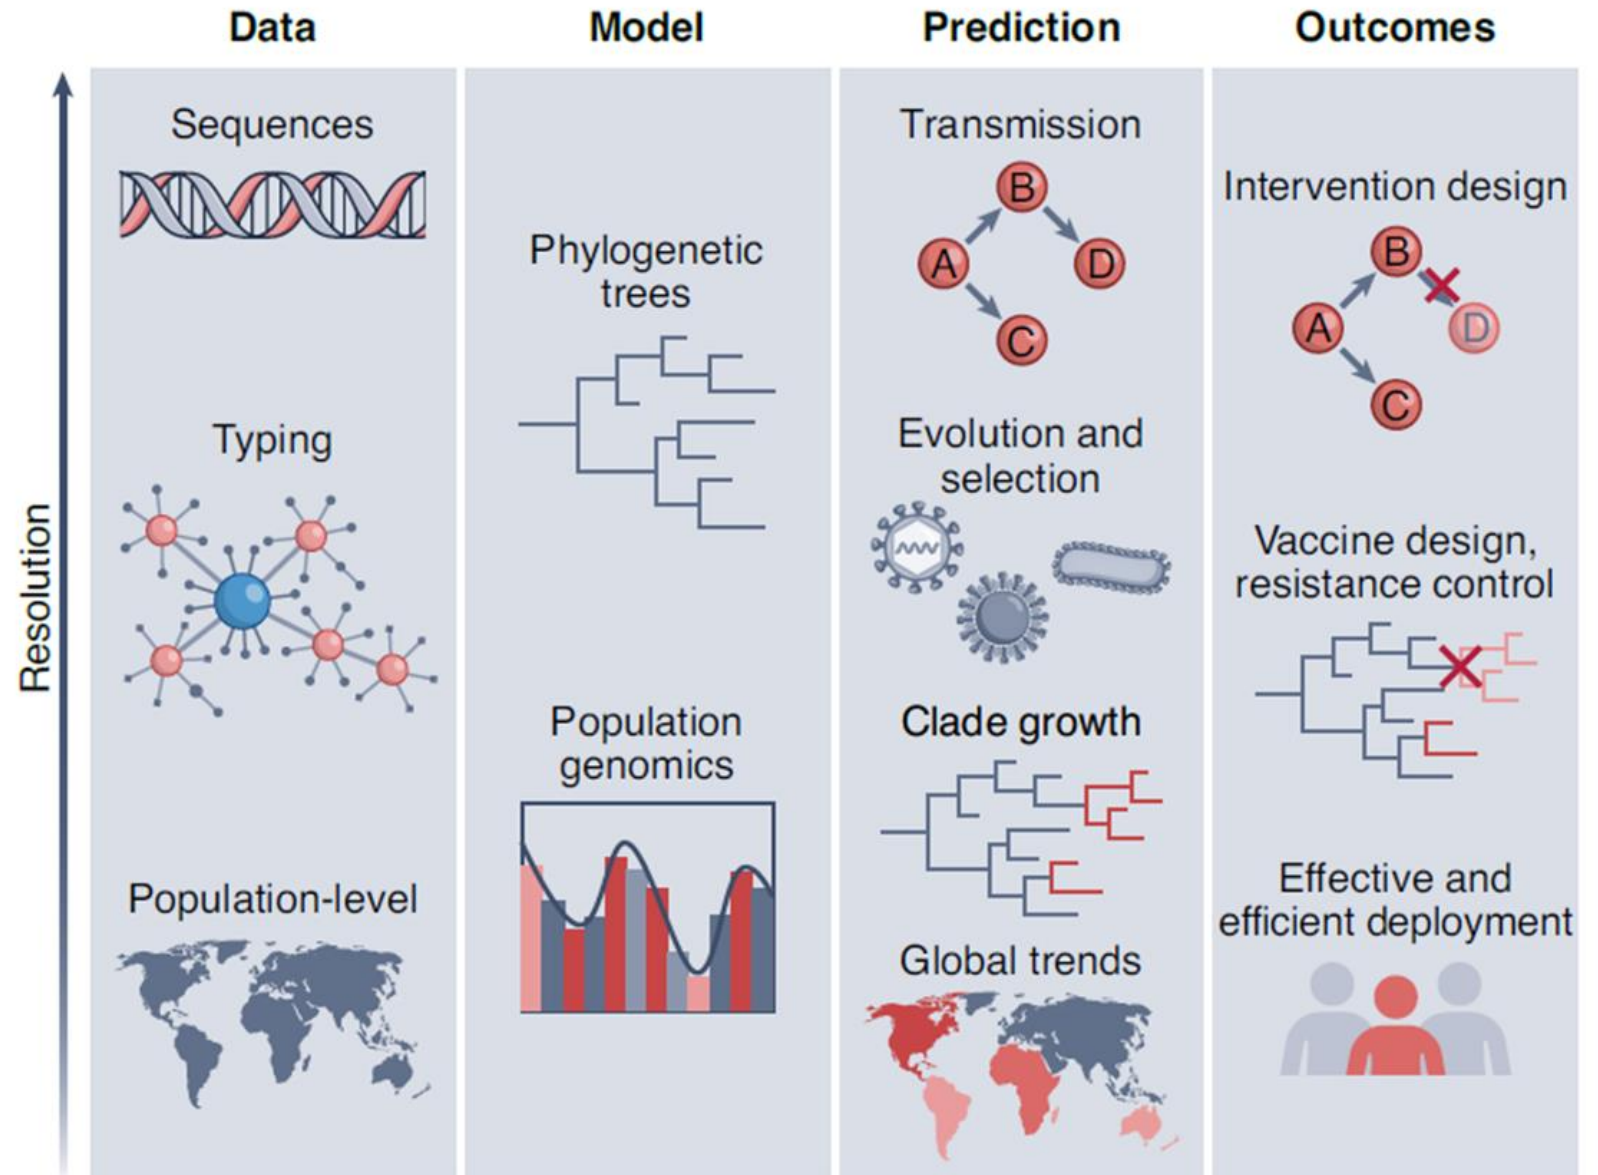 Data
Model
Prediction
Outcomes
Resolution
Sequences
Typing
Population-level
Phylogenetic
trees
Population
genomics
Transmission
B
A
D
C
Evolution and
selection
Clade growth
Global trends
Intervention design
B
A
D
C
Vaccine design,
resistance control
Effective and
efficient deployment